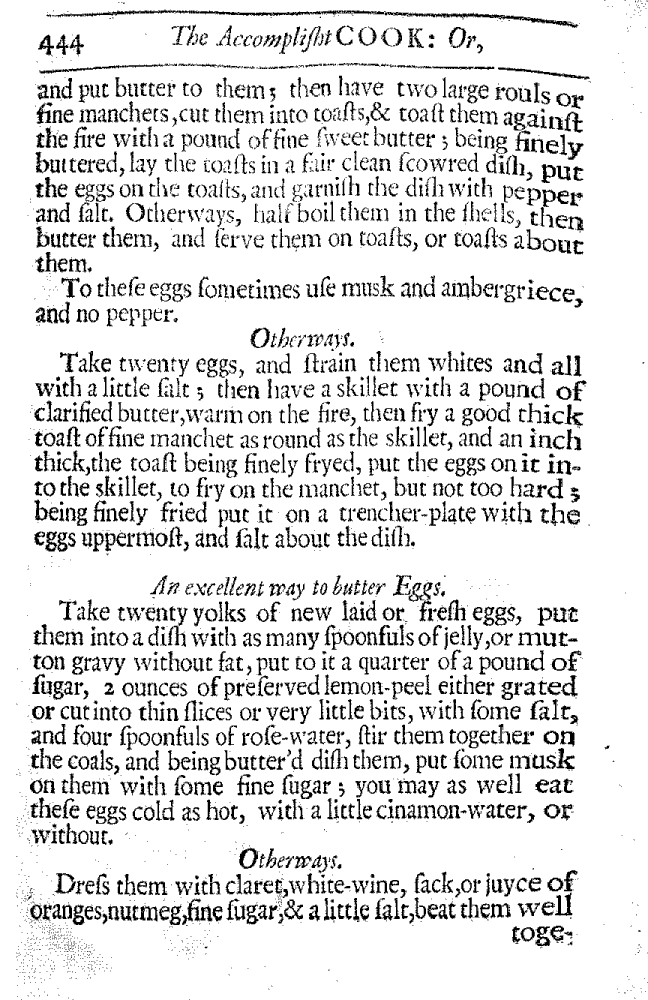 444 The Accompliſht COOK: Or,
and put butter to them; then have two large rouls or
fine manchets, cut them into toaſts, & toaſt them againſt
the fire with a pound of fine ſweet butter; being finely
buttered, lay the toaſts in a fair clean ſcowred diſh, put
the eggs on the toaſts, and garniſh the diſh with pepper
and ſalt. Otherways, half boil them in the ſhells, then
butter them, and ſerve them on toaſts, or toaſts about
them.
To theſe eggs ſometimes uſe musk and ambergriece,
and no pepper.
Otherways.
Take twenty eggs, and ſtrain them whites and all
with a little ſalt; then have a skillet with a pound of
clarified butter, warm on the fire, then fry a good thick
toaſt of fine manchet as round as the skillet, and an inch
thick, the toaſt being finely fryed, put the eggs on it in-
to the skillet, to fry on the manchet, but not too hard;
being finely fried put it on a trencher-plate with the
eggs uppermoſt, and ſalt about the diſh.
An excellent way to butter Eggs.
Take twenty yolks of new laid or freſh eggs, put
them into a diſh with as many ſpoonfuls of jelly, or mut-
ton gravy without fat, put to it a quarter of a pound of
ſugar, 2 ounces of preſerved lemon-peel either grated
or cut into thin ſlices or very little bits, with ſome ſalt,
and four ſpoonfuls of roſe-water, ſtir them together on
the coals, and being butter'd diſh them, put ſome musk
on them with ſome fine ſugar; you may as well eat
theſe eggs cold as hot, with a little cinamon-water, or
without.
Otherways.
Dreſs them with claret, white-wine, ſack, or juyce of
oranges, nutmeg, fine ſugar, & a little ſalt, beat them well
toge-